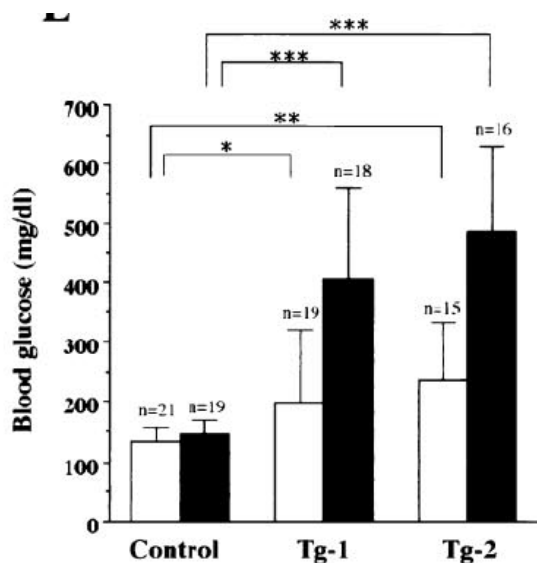 ***
***
**
*
n=16
n=18
n=19
n=15
n=21
n=19
700
600
500
400
300
200
100
0
Blood glucose (mg/dl)
Control Tg-1 Tg-2